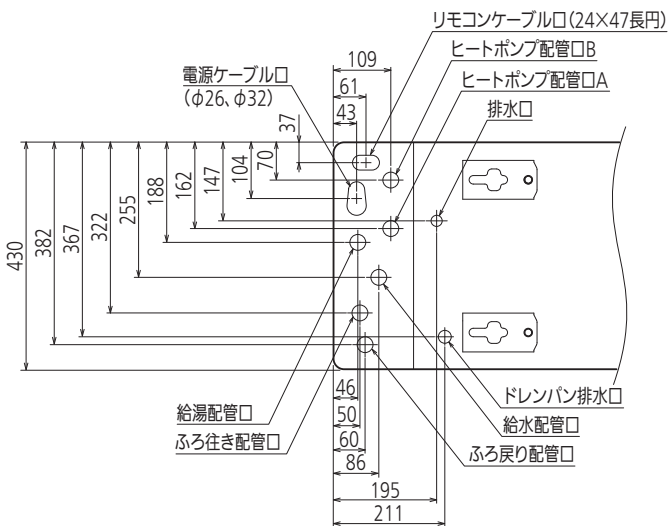 リモコンケーブル口(24×47長円)
ヒートポンプ配管口B
109
電源ケーブル口
(φ26、φ32)
ヒートポンプ配管口A
61
排水口
43
37
70
104
147
162
188
255
322
367
382
430
46
ドレンパン排水口
給湯配管口
50
給水配管口
ふろ往き配管口
60
ふろ戻り配管口
86
195
211